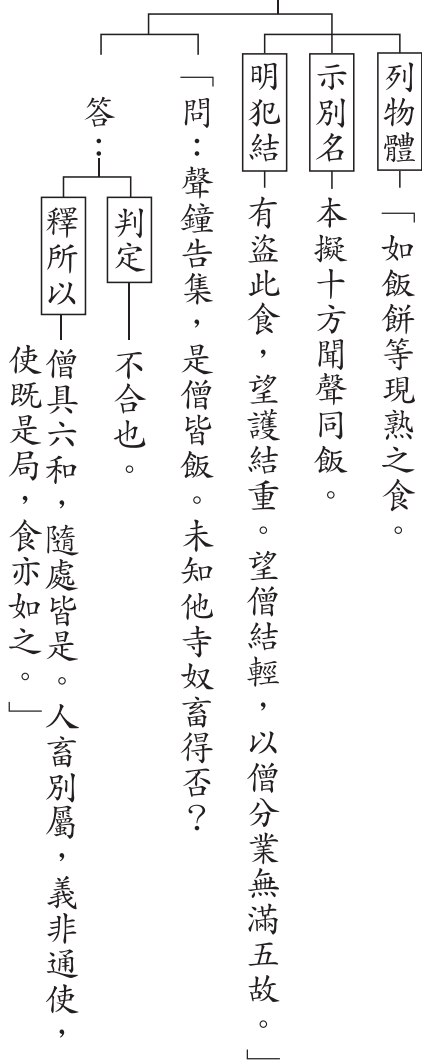 列物體「如飯餅等現熟之食。
示別名 本擬十方聞聲同飯。
明犯結 有盜此食，望護結重。望僧結輕，以僧分業無滿五故。」
「問：聲鐘告集，是僧皆飯。未知他寺奴畜得否？
答：
判定 不合也。
釋所以 僧具六和，隨處皆是。人畜別屬，義非通使，
使既是局，食亦如之。」